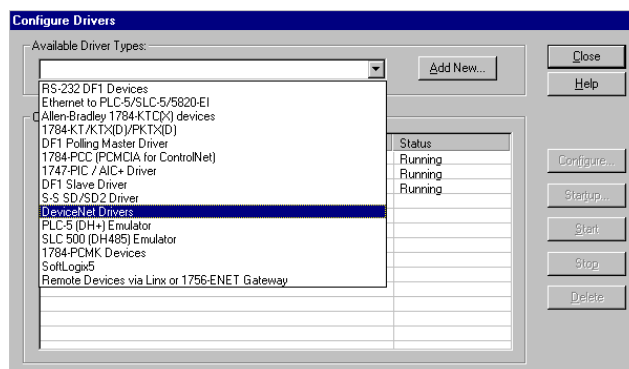 Configure Drivers
Available Driver Types:
Add New...
Close
Help
RS-232 DF1 Devices
Ethernet to PLC-5/SLC-5/5820-EI
Allen-Bradley 1784-KTC(X) devices
1784-KT/KTX(D)/PKTX(D)
DF1 Polling Master Driver
1784-PCC (PCMCIA for ControlNet)
1747-PIC / AIC+ Driver
DF1 Slave Driver
S-S SD/SD2 Driver
DeviceNet Drivers
PLC-5 (DH+) Emulator
SLC 500 (DH485) Emulator
1784-PCMK Devices
SoftLogix5
Remote Devices via Linx or 1756-ENET Gateway
Status
Running
Running
Running
Configure...
Startup...
Start
Stop
Delete